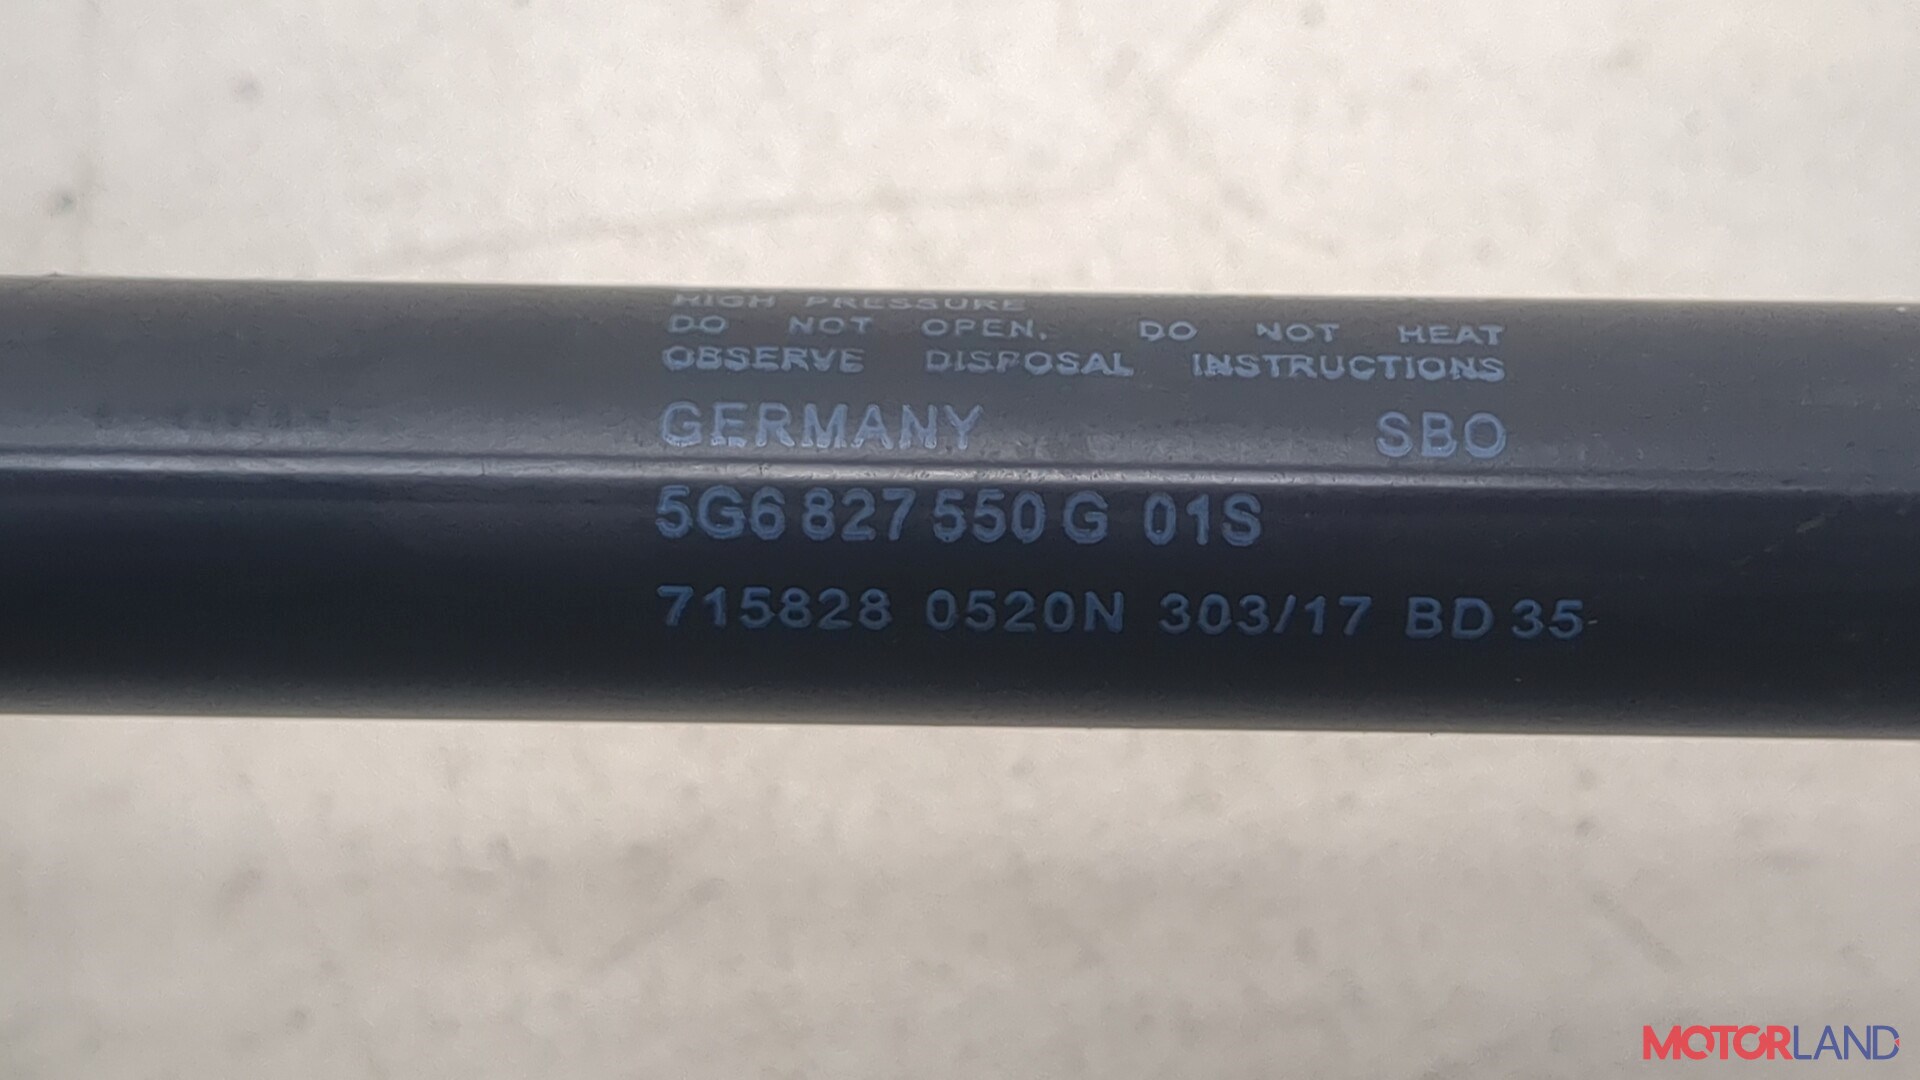 HIGH PRESSURE
DO NOT OPEN. DO NOT HEAT
OBSERVE DISPOSAL INSTRUCTIONS
GERMANY SBO
5G6 827 550 G 01S
715828 0520N 303/17 BD 35
MOTORLAND